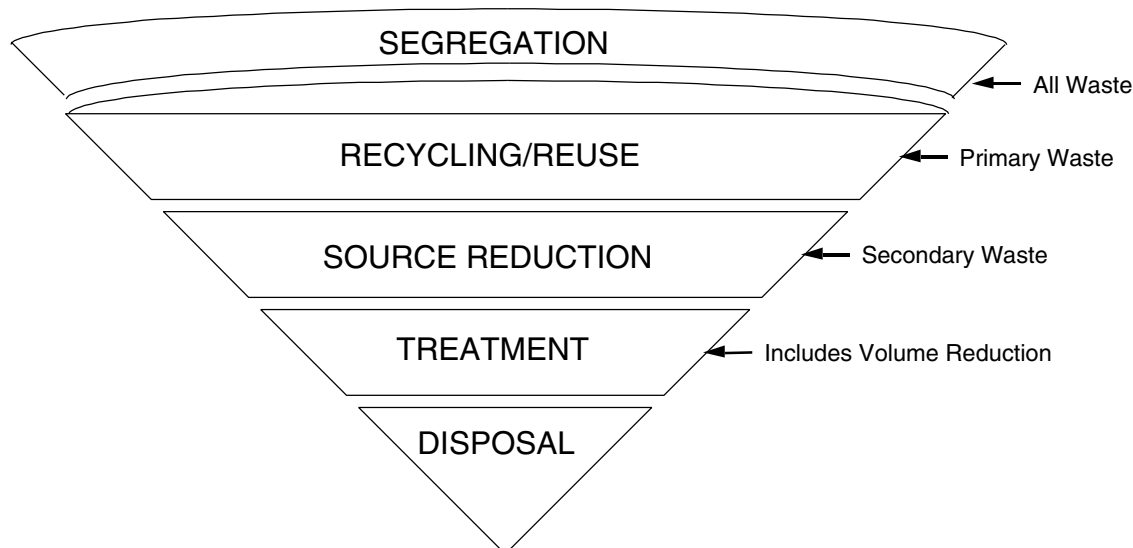 SEGREGATION
All Waste
RECYCLING/REUSE
Primary Waste
SOURCE REDUCTION
Secondary Waste
TREATMENT
Includes Volume Reduction
DISPOSAL